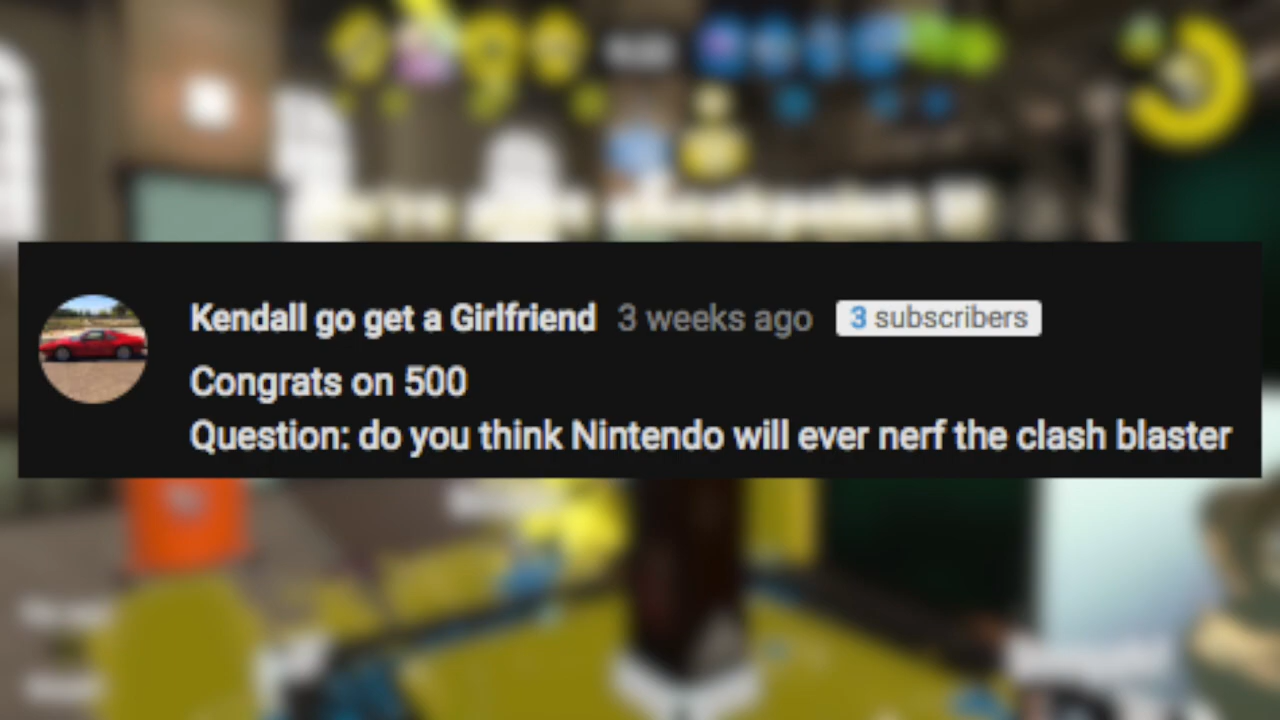 Kendall go get a Girlfriend 3 weeks ago 3 subscribers
Congrats on 500
Question: do you think Nintendo will ever nerf the clash blaster